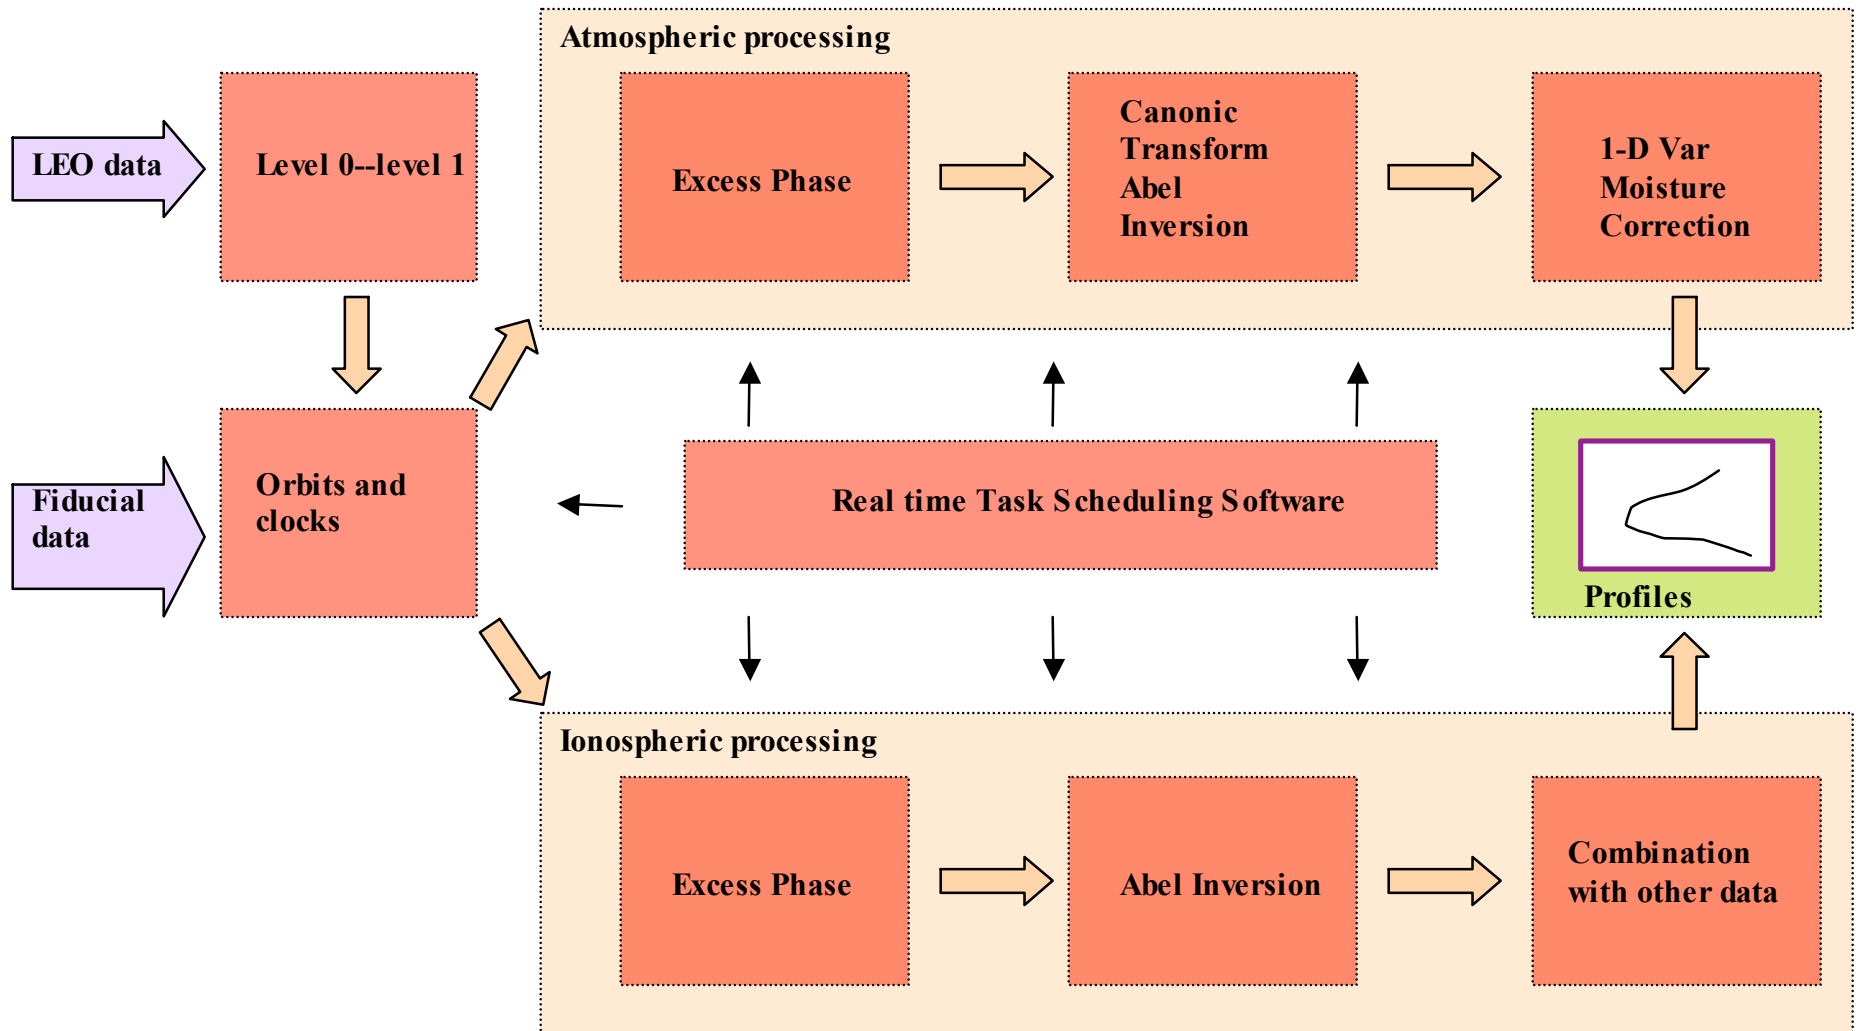 Atmospheric processing
LEO data
Level 0--level 1
Excess Phase
Canonic
Transform
Abel
Inversion
1-D Var
Moisture
Correction
Fiducial
data
Orbits and
clocks
Real time Task Scheduling Software
Profiles
Ionospheric processing
Excess Phase
Abel Inversion
Combination
with other data